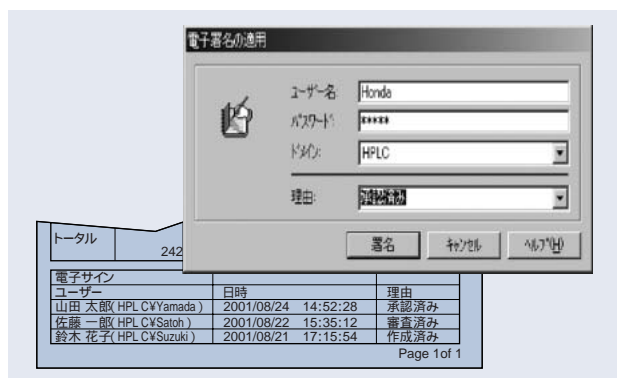 電子署名の適用
ユーザー名: Honda
パスワード: *****
ドメイン: HPLC
理由: 承認済み
署名 キャンセル ヘルプ(H)
トータル
242
電子サイン
ユーザー 日時 理由
山田 太郎( HPLC¥Yamada ) 2001/08/24 14:52:28 承認済み
佐藤 一郎( HPLC¥Satoh ) 2001/08/22 15:35:12 審査済み
鈴木 花子( HPLC¥Suzuki ) 2001/08/21 17:15:54 作成済み
Page 1of 1